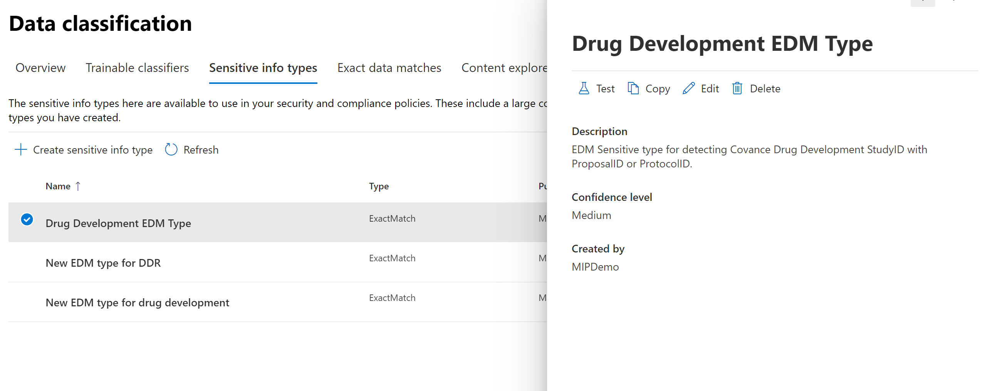 Data classification
Overview Trainable classifiers Sensitive info types Exact data matches Content explore
The sensitive info types here are available to use in your security and compliance policies. These include a large co
types you have created.
Create sensitive info type Refresh
Name ↑ Type Pu
Drug Development EDM Type ExactMatch M
New EDM type for DDR ExactMatch M
New EDM type for drug development ExactMatch M
Drug Development EDM Type
Test Copy Edit Delete
Description
EDM Sensitive type for detecting Covance Drug Development StudyID with
ProposalID or ProtocolID.
Confidence level
Medium
Created by
MIPDemo